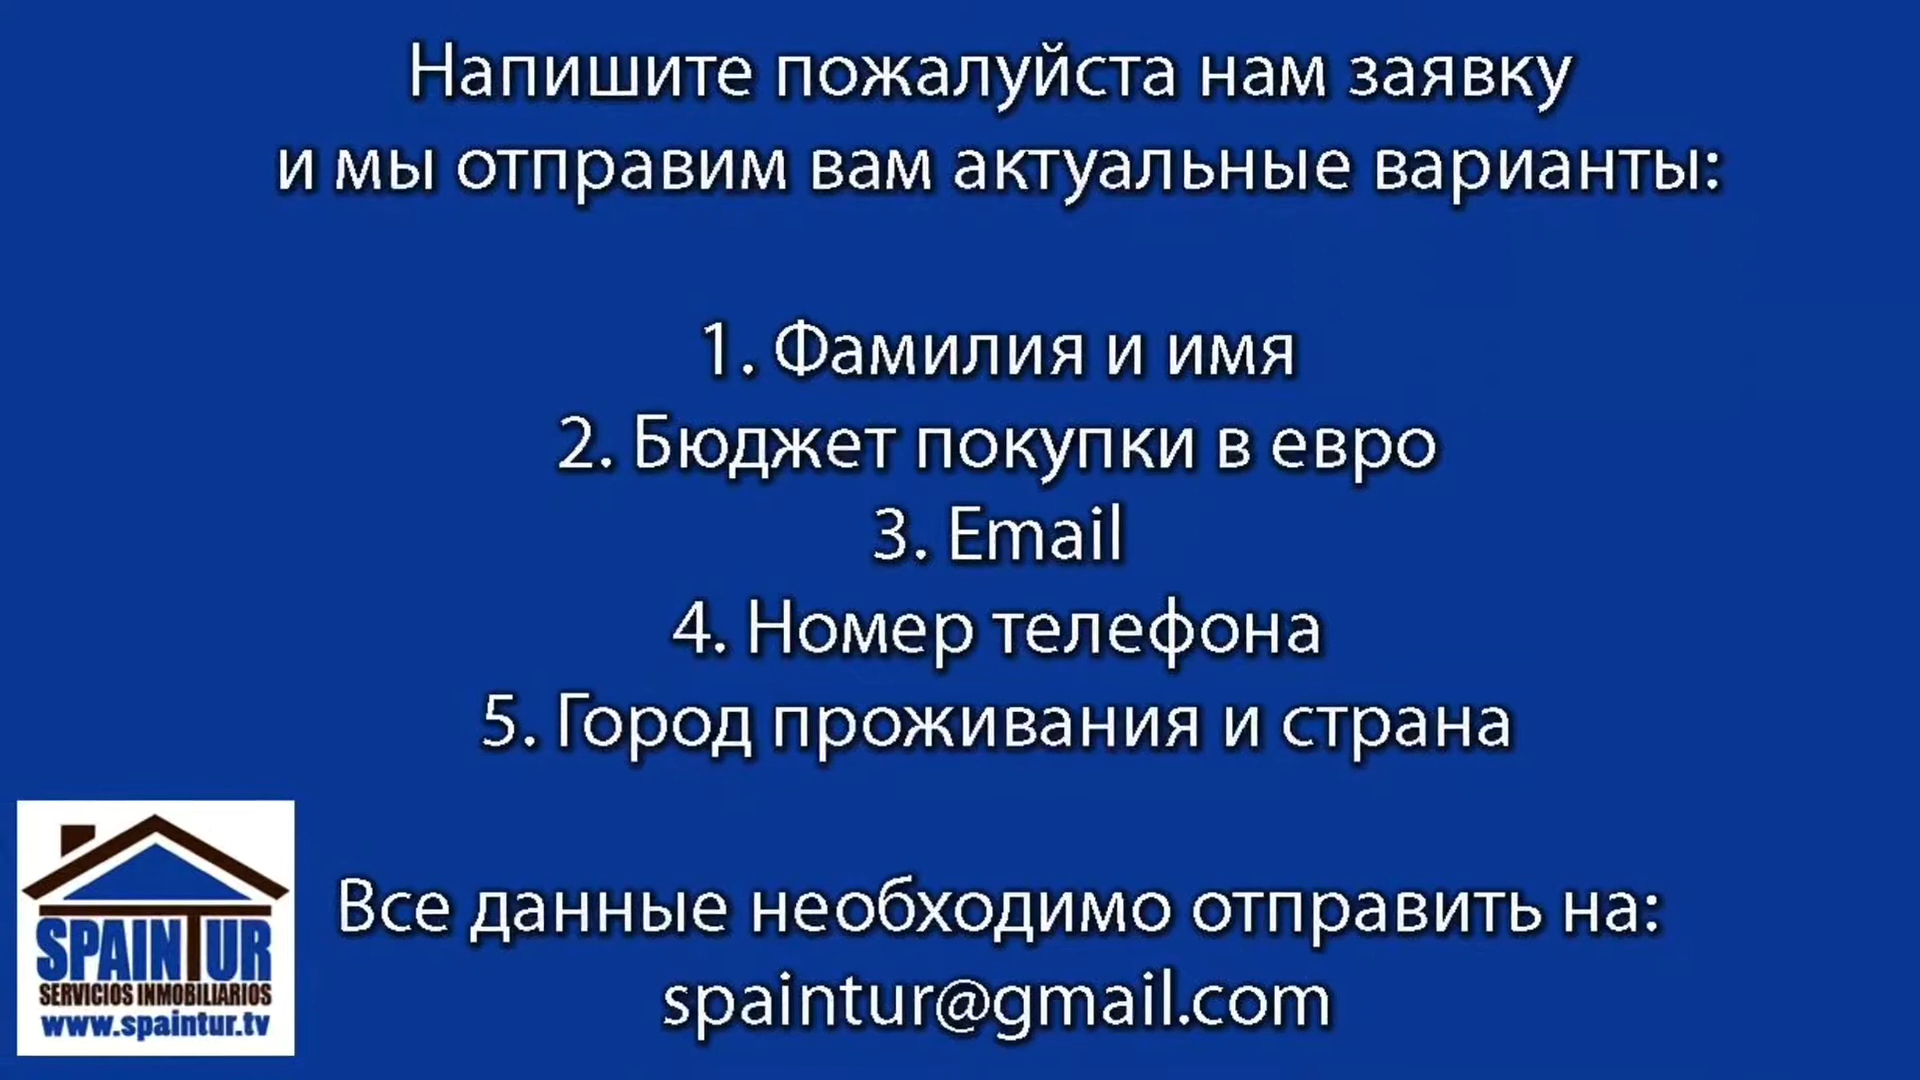 Напишите пожалуйста нам заявку
и мы отправим вам актуальные варианты:
1. Фамилия и имя
2. Бюджет покупки в евро
3. Email
4. Номер телефона
5. Город проживания и страна
Все данные необходимо отправить на:
spaintur@gmail.com
SPAINTUR
SERVICIOS INMOBILIARIOS
www.spaintur.tv